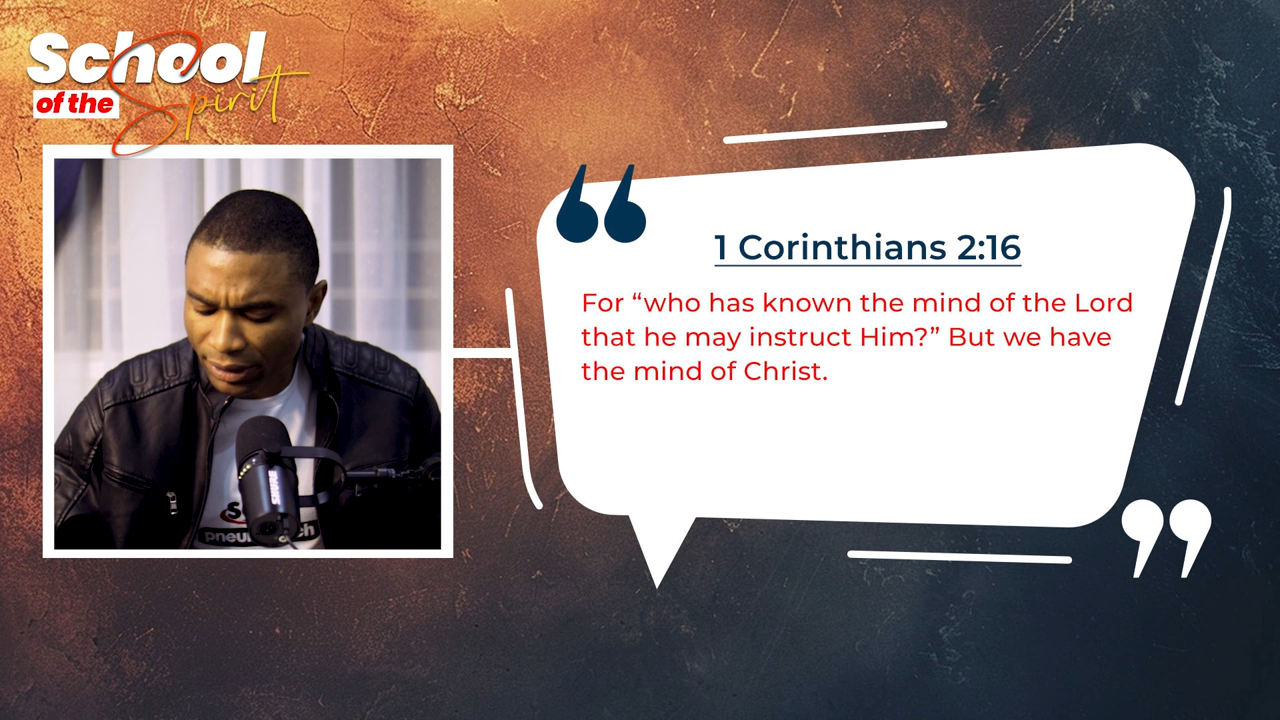 School
of the Spirit
1 Corinthians 2:16
For “who has known the mind of the Lord
that he may instruct Him?” But we have
the mind of Christ.